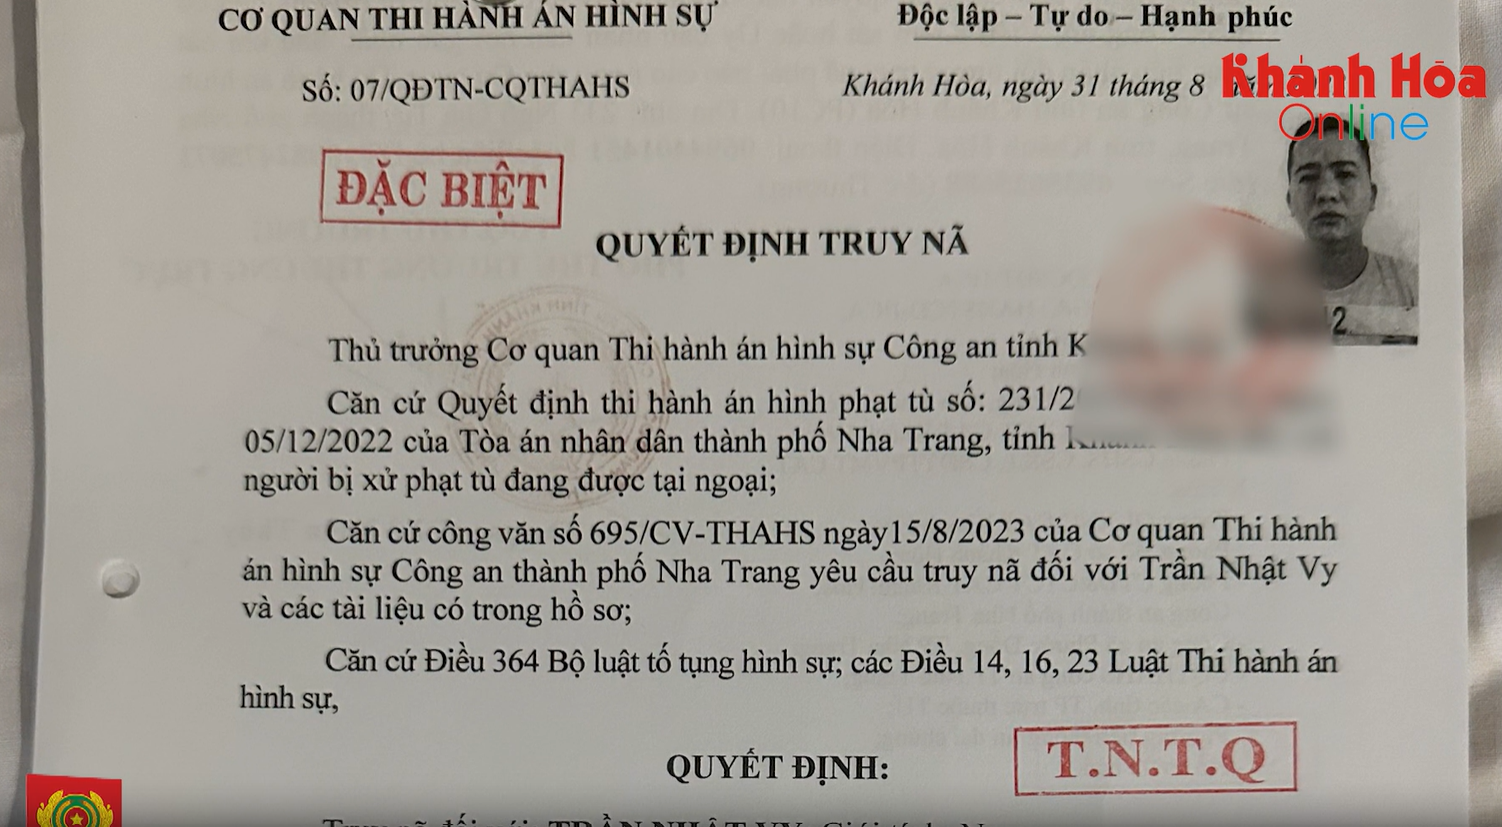 CƠ QUAN THI HÀNH ÁN HÌNH SỰ
Độc lập – Tự do – Hạnh phúc
Số: 07/QĐTN-CQTHAHS
Khánh Hòa, ngày 31 tháng 8
Khánh Hòa
Online
ĐẶC BIỆT
QUYẾT ĐỊNH TRUY NÃ
2
Thủ trưởng Cơ quan Thi hành án hình sự Công an tỉnh K
Căn cứ Quyết định thi hành án hình phạt tù số: 231/2
05/12/2022 của Tòa án nhân dân thành phố Nha Trang, tỉnh
người bị xử phạt tù đang được tại ngoại;
Căn cứ công văn số 695/CV-THAHS ngày15/8/2023 của Cơ quan Thi hành
án hình sự Công an thành phố Nha Trang yêu cầu truy nã đối với Trần Nhật Vy
và các tài liệu có trong hồ sơ;
Căn cứ Điều 364 Bộ luật tố tụng hình sự; các Điều 14, 16, 23 Luật Thi hành án
hình sự,
QUYẾT ĐỊNH:
T.N.T.Q